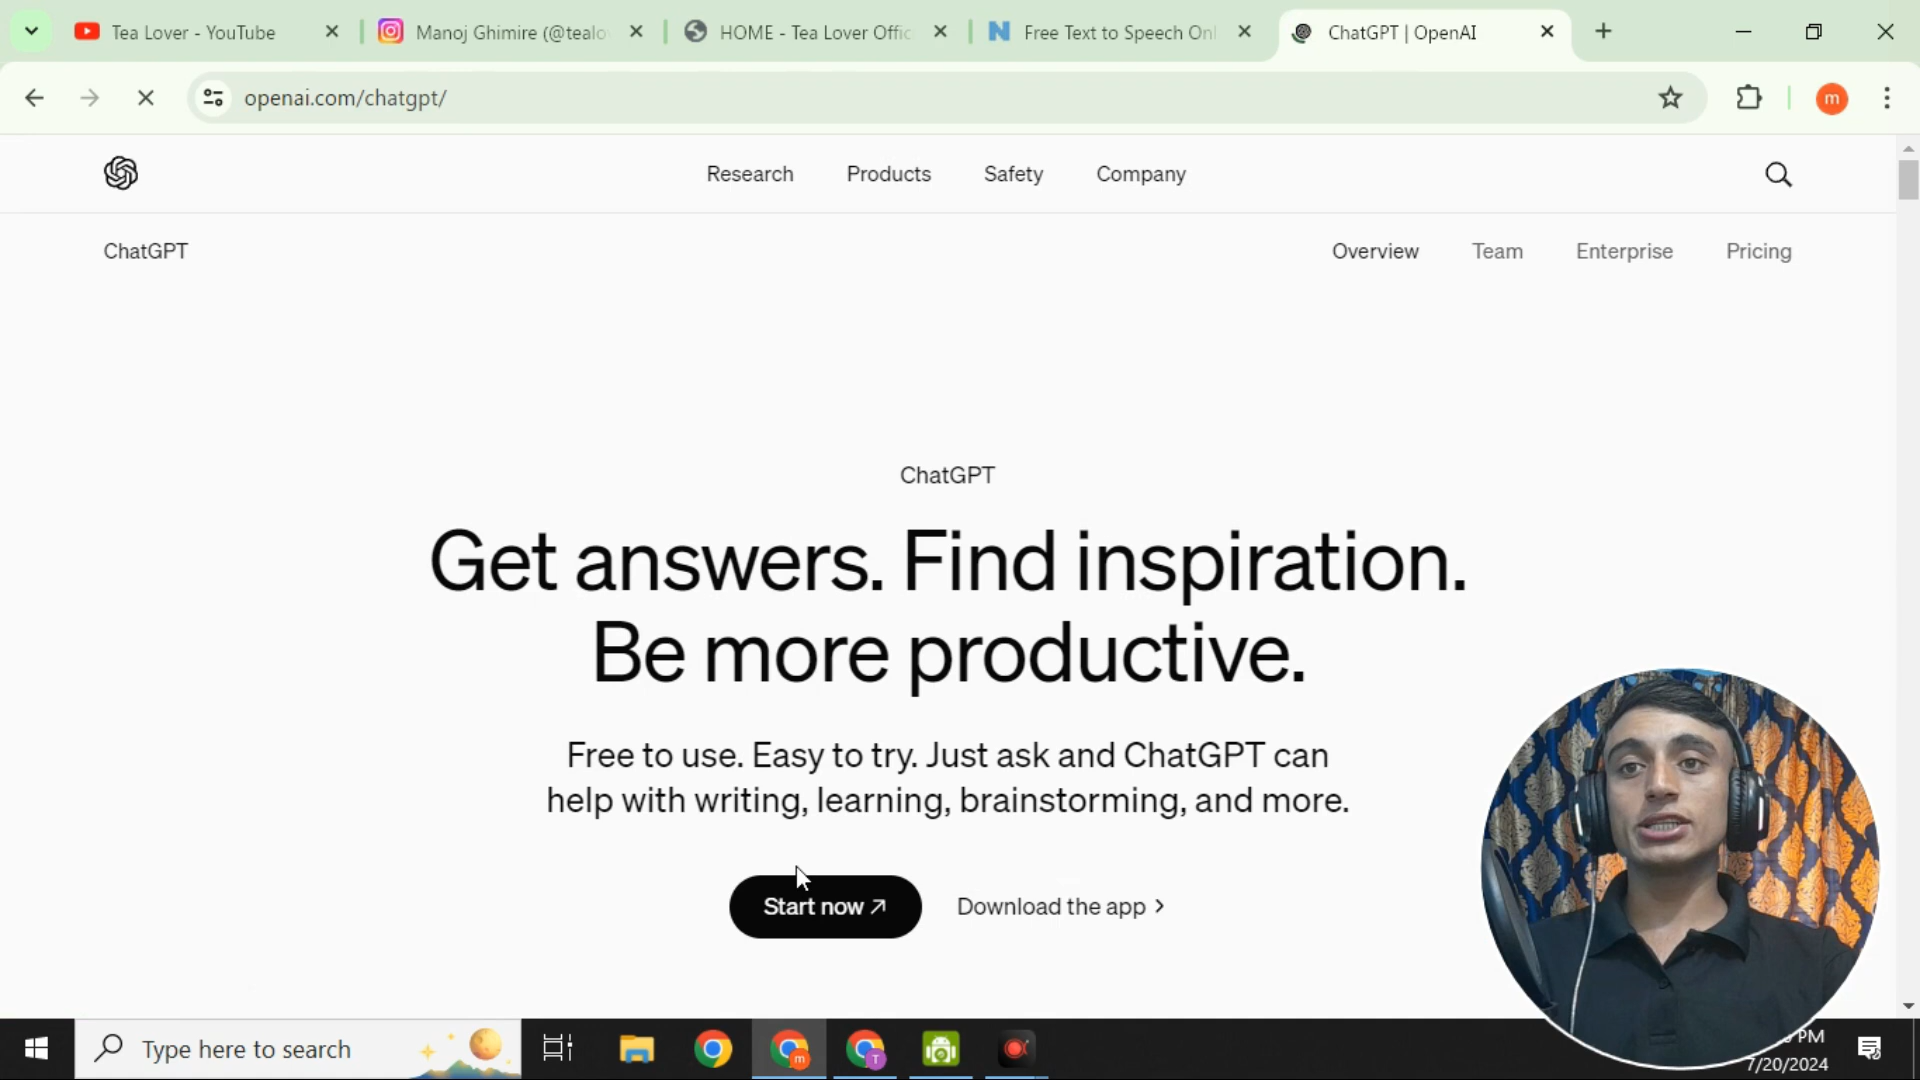 Tea Lover - YouTube
Manoj Ghimire (@tealo
HOME - Tea Lover Offic
Free Text to Speech Onl
ChatGPT | OpenAI
openai.com/chatgpt/
m
Research
Products
Safety
Company
ChatGPT
Overview
Team
Enterprise
Pricing
ChatGPT
Get answers. Find inspiration.
Be more productive.
Free to use. Easy to try. Just ask and ChatGPT can
help with writing, learning, brainstorming, and more.
Start now
Download the app
Type here to search
m
T
PM
7/20/2024